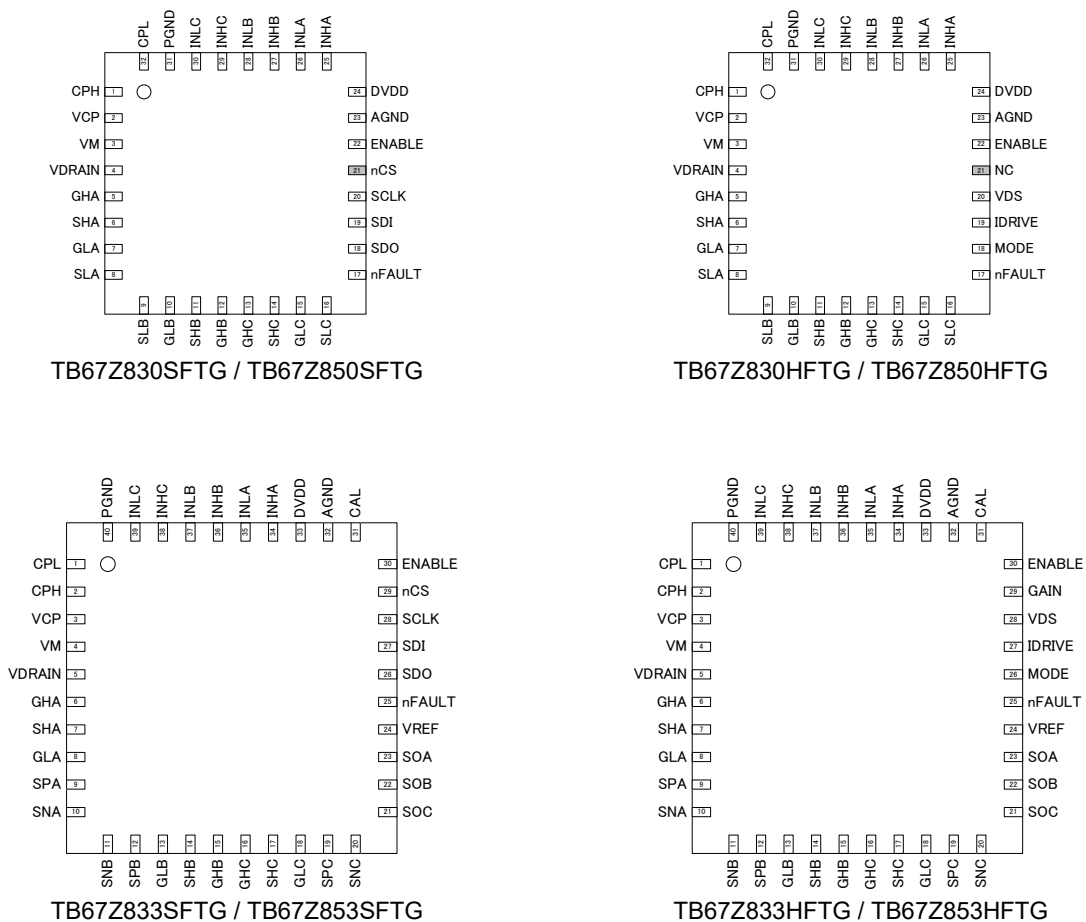 CPL PGND INLC INHC INLB INHB INLA INHA
32 31 30 29 28 27 26 25
CPH 1 24 DVDD
VCP 2 23 AGND
VM 3 22 ENABLE
VDRAIN 4 21 nCS
GHA 5 20 SCLK
SHA 6 19 SDI
GLA 7 18 SDO
SLA 8 17 nFAULT
9 10 11 12 13 14 15 16
SLB GLB SHB GHB GHC SHC GLC SLC
TB67Z830SFTG / TB67Z850SFTG
CPL PGND INLC INHC INLB INHB INLA INHA
32 31 30 29 28 27 26 25
CPH 1 24 DVDD
VCP 2 23 AGND
VM 3 22 ENABLE
VDRAIN 4 21 NC
GHA 5 20 VDS
SHA 6 19 IDRIVE
GLA 7 18 MODE
SLA 8 17 nFAULT
9 10 11 12 13 14 15 16
SLB GLB SHB GHB GHC SHC GLC SLC
TB67Z830HFTG / TB67Z850HFTG
PGND INLC INHC INLB INHB INLA INHA DVDD AGND CAL
40 39 38 37 36 35 34 33 32 31
CPL 1 30 ENABLE
CPH 2 29 nCS
VCP 3 28 SCLK
VM 4 27 SDI
VDRAIN 5 26 SDO
GHA 6 25 nFAULT
SHA 7 24 VREF
GLA 8 23 SOA
SPA 9 22 SOB
SNA 10 21 SOC
11 12 13 14 15 16 17 18 19 20
SNB SPB GLB SHB GHB GHC SHC GLC SPC SNC
TB67Z833SFTG / TB67Z853SFTG
PGND INLC INHC INLB INHB INLA INHA DVDD AGND CAL
40 39 38 37 36 35 34 33 32 31
CPL 1 30 ENABLE
CPH 2 29 GAIN
VCP 3 28 VDS
VM 4 27 IDRIVE
VDRAIN 5 26 MODE
GHA 6 25 nFAULT
SHA 7 24 VREF
GLA 8 23 SOA
SPA 9 22 SOB
SNA 10 21 SOC
11 12 13 14 15 16 17 18 19 20
SNB SPB GLB SHB GHB GHC SHC GLC SPC SNC
TB67Z833HFTG / TB67Z853HFTG